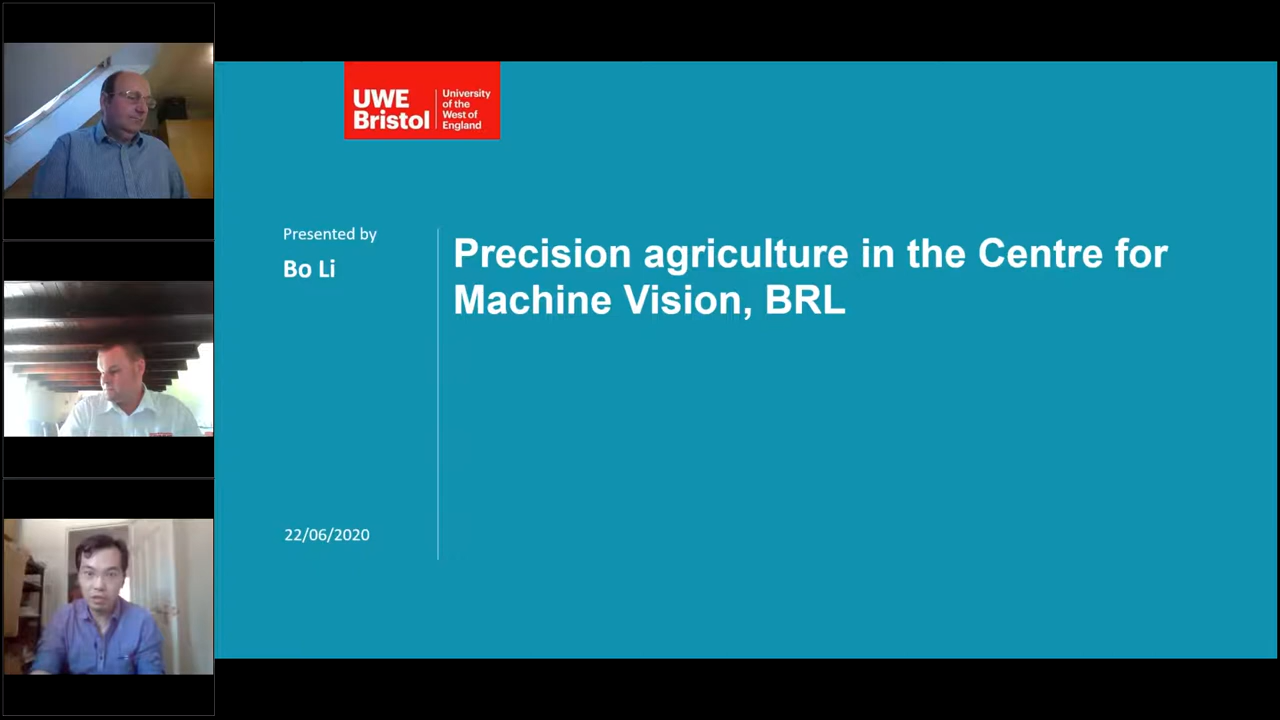 UWE
Bristol
University
of the
West of
England
Presented by
Bo Li
Precision agriculture in the Centre for
Machine Vision, BRL
22/06/2020